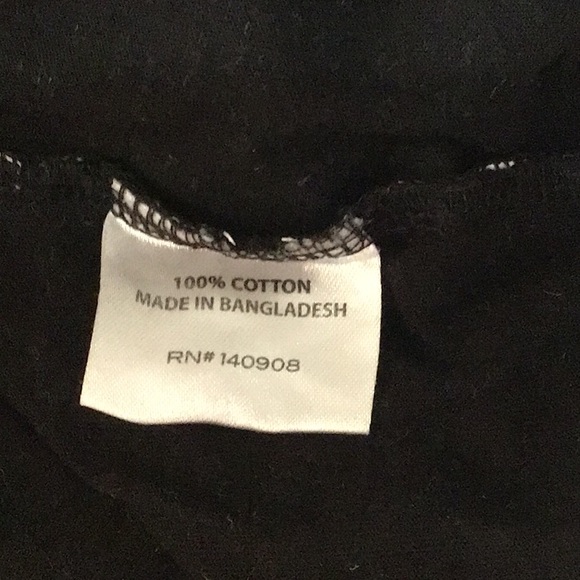 100% COTTON
MADE IN BANGLADESH
RN# 140908